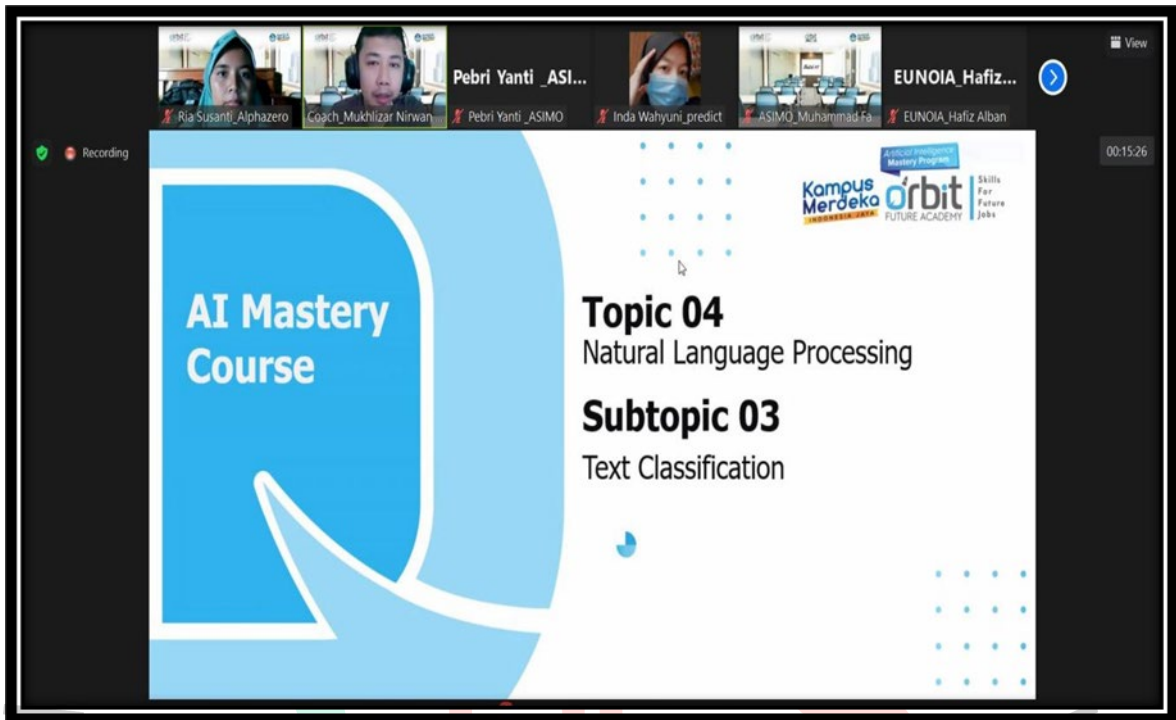 View
Pebri Yanti _ASI...
EUNOIA_Hafiz...
Ria Susanti_Alphazero
Coach_Mukhlizar Nirwan
Pebri Yanti _ASIMO
Inda Wahyuni_predict
ASIMO_Muhammad Fa
EUNOIA_Hafiz Alban
Recording
00:15:26
Artificial Intelligence
Mastery Program
Kampus
Merdeka
INDONESIA JAYA
orbit
FUTURE ACADEMY
Skills
For
Future
Jobs
AI Mastery
Course
Topic 04
Natural Language Processing
Subtopic 03
Text Classification